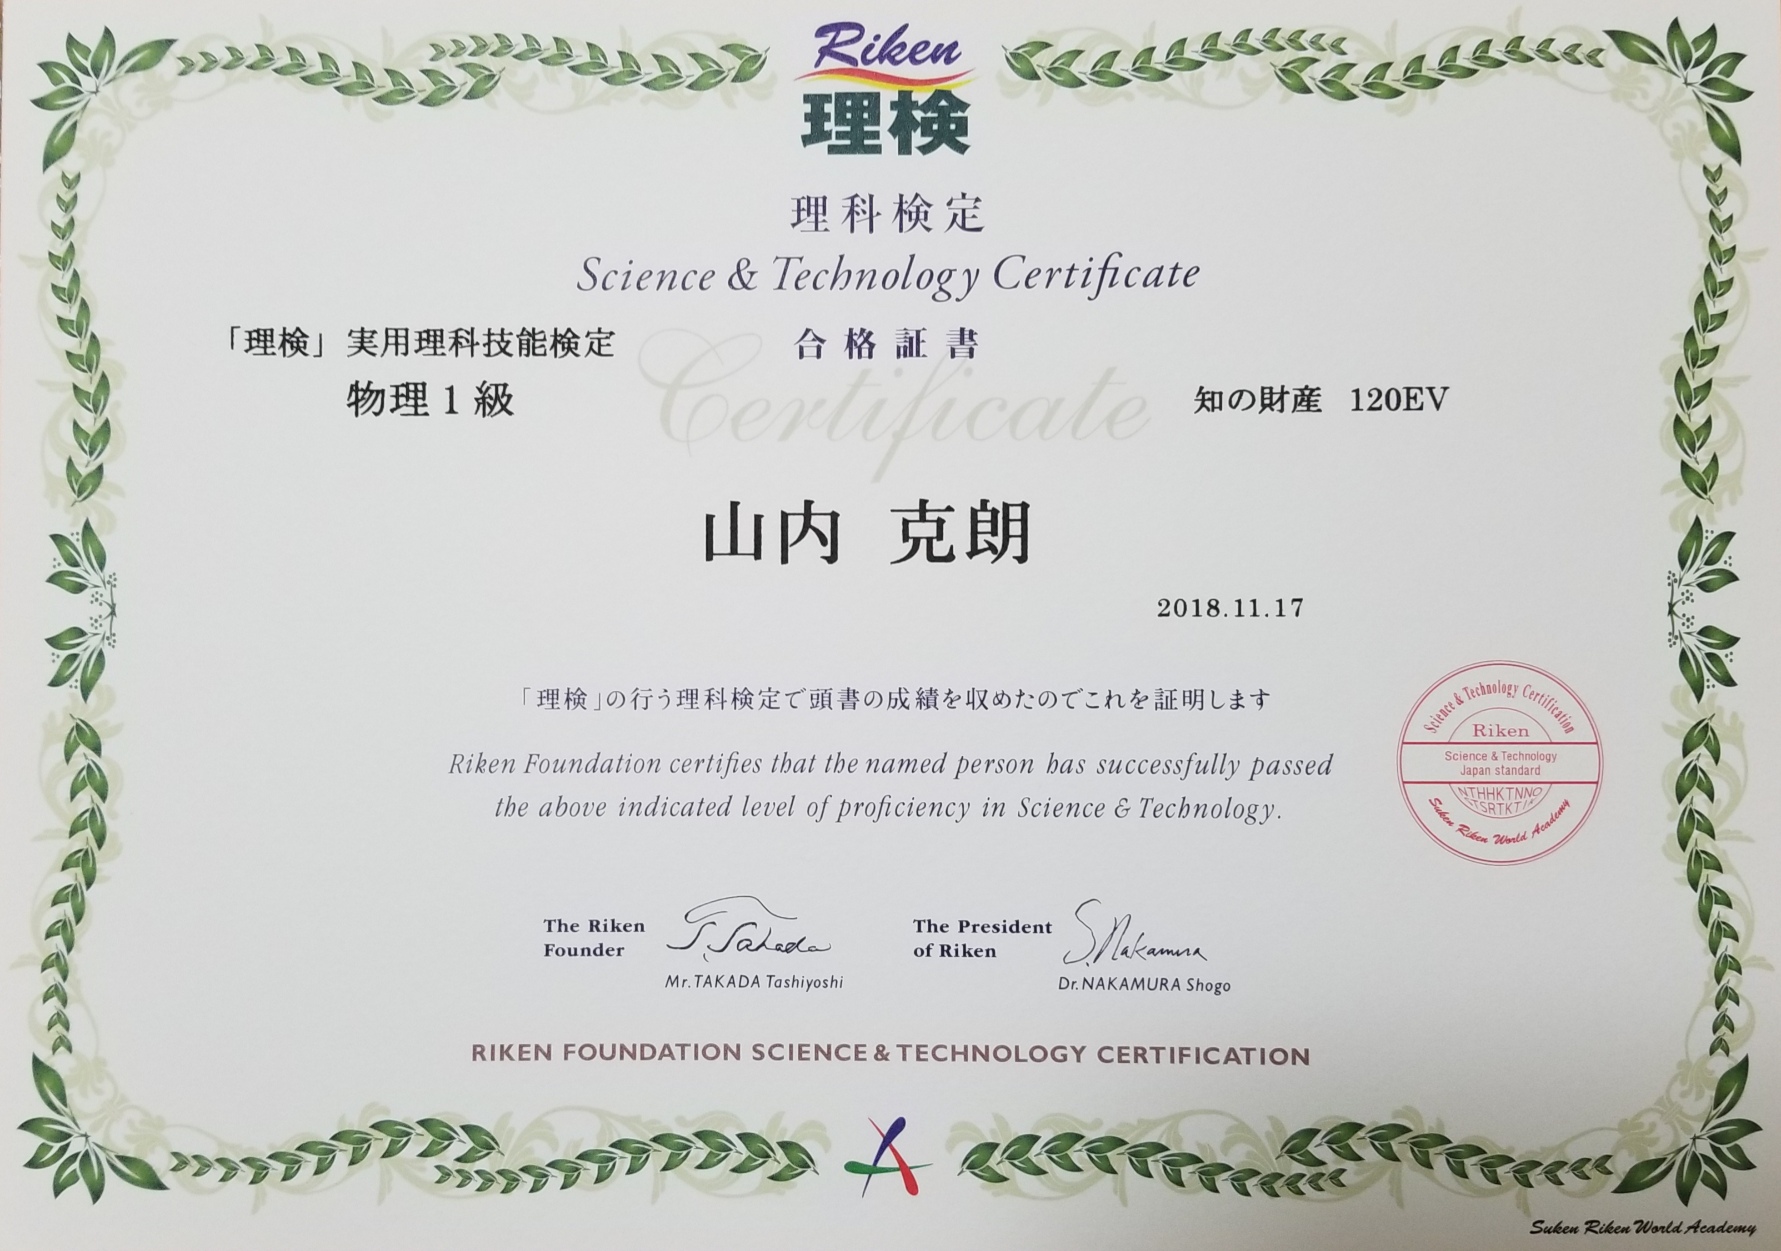 Riken
理検
理科検定
Science & Technology Certificate
「理検」実用理科技能検定
合格証書
Certificate
物理1級
知の財産 120EV
山内 克朗
2018.11.17
「理検」の行う理科検定で頭書の成績を収めたのでこれを証明します
Riken Foundation certifies that the named person has successfully passed
the above indicated level of proficiency in Science & Technology.
Science & Technology Certification
Riken
Science & Technology
Japan standard
NTHHKTNNO
Suken Riken World Academy
The Riken
Founder
T. Takada
Mr. TAKADA Tashiyoshi
The President
of Riken
S. Nakamura
Dr. NAKAMURA Shogo
RIKEN FOUNDATION SCIENCE & TECHNOLOGY CERTIFICATION
Suken Riken World Academy